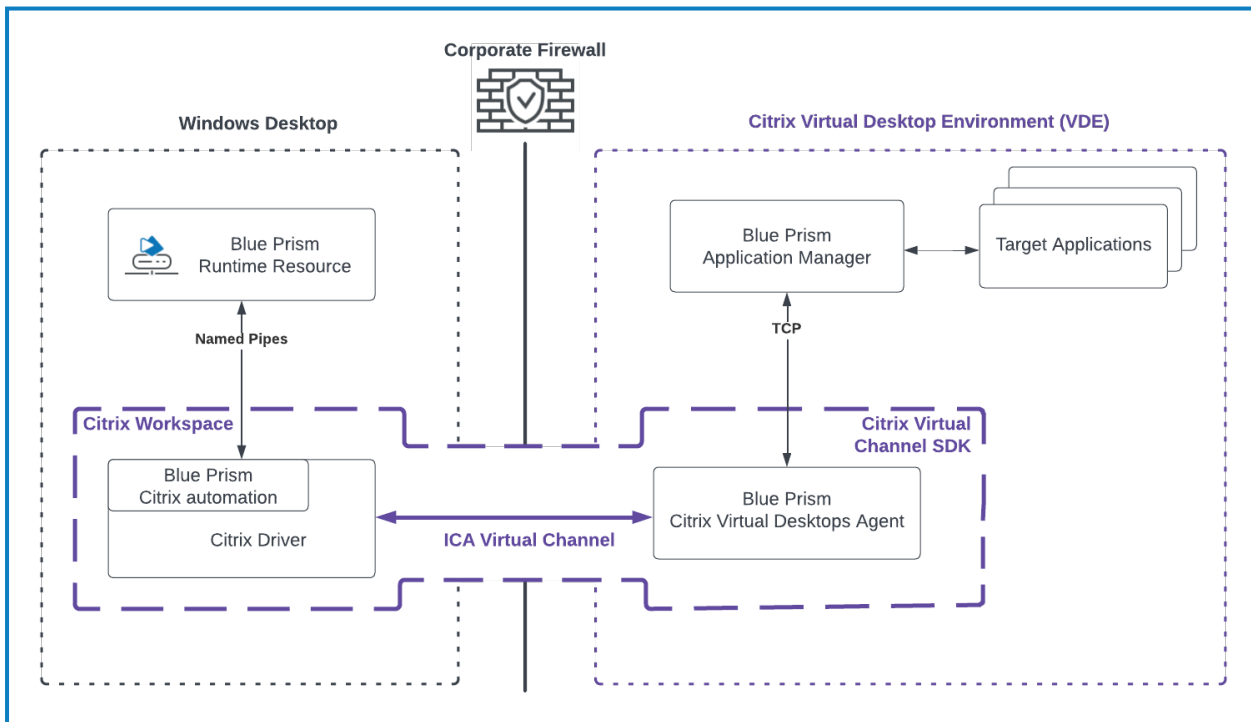 Corporate Firewall
Windows Desktop
Citrix Virtual Desktop Environment (VDE)
Blue Prism
Runtime Resource
Blue Prism
Application Manager
Target Applications
Named Pipes
TCP
Citrix Workspace
Citrix Virtual
Channel SDK
Blue Prism
Citrix automation
Citrix Driver
ICA Virtual Channel
Blue Prism
Citrix Virtual Desktops Agent